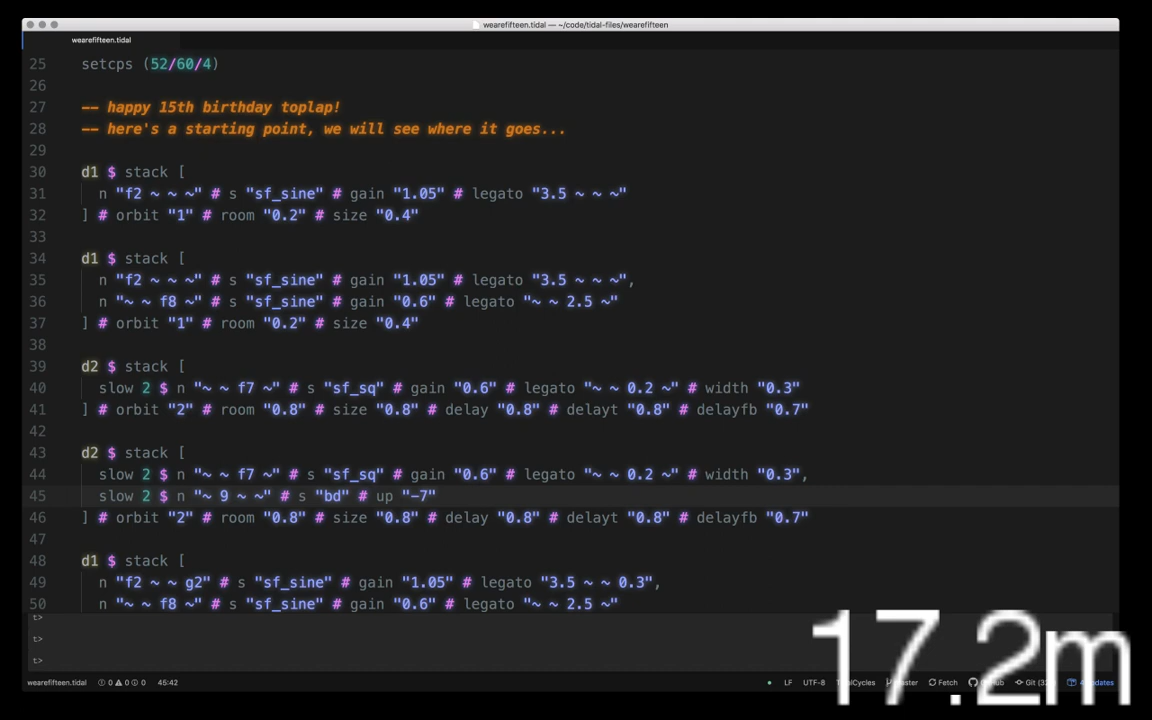 wearefifteen.tidal — ~/code/tidal-files/wearefifteen
wearefifteen.tidal
25 setcps (52/60/4)
26
27 -- happy 15th birthday toplap!
28 -- here's a starting point, we will see where it goes...
29
30 d1 $ stack [
31 n "f2 ~ ~ ~" # s "sf_sine" # gain "1.05" # legato "3.5 ~ ~ ~"
32 ] # orbit "1" # room "0.2" # size "0.4"
33
34 d1 $ stack [
35 n "f2 ~ ~ ~" # s "sf_sine" # gain "1.05" # legato "3.5 ~ ~ ~",
36 n "~ ~ f8 ~" # s "sf_sine" # gain "0.6" # legato "~ ~ 2.5 ~"
37 ] # orbit "1" # room "0.2" # size "0.4"
38
39 d2 $ stack [
40 slow 2 $ n "~ ~ f7 ~" # s "sf_sq" # gain "0.6" # legato "~ ~ 0.2 ~" # width "0.3"
41 ] # orbit "2" # room "0.8" # size "0.8" # delay "0.8" # delayt "0.8" # delayfb "0.7"
42
43 d2 $ stack [
44 slow 2 $ n "~ ~ f7 ~" # s "sf_sq" # gain "0.6" # legato "~ ~ 0.2 ~" # width "0.3",
45 slow 2 $ n "~ 9 ~ ~" # s "bd" # up "-7"
46 ] # orbit "2" # room "0.8" # size "0.8" # delay "0.8" # delayt "0.8" # delayfb "0.7"
47
48 d1 $ stack [
49 n "f2 ~ ~ g2" # s "sf_sine" # gain "1.05" # legato "3.5 ~ ~ 0.3",
50 n "~ ~ f8 ~" # s "sf_sine" # gain "0.6" # legato "~ ~ 2.5 ~"
t>
t>
t>
17.2m
wearefifteen.tidal 0 0 0 45:42 LF UTF-8 Fetch Git